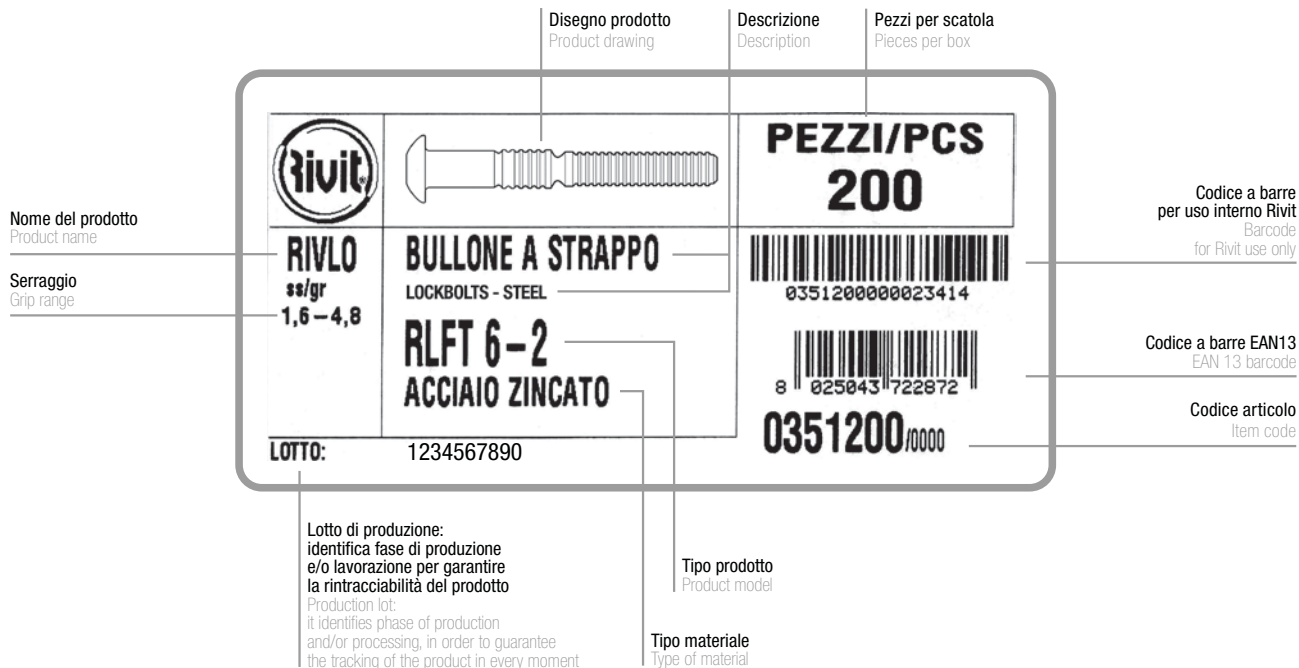 Disegno prodotto
Product drawing
Descrizione
Description
Pezzi per scatola
Pieces per box
Rivit®
PEZZI/PCS
200
Nome del prodotto
Product name
Serraggio
Grip range
RIVLO
ss/gr
1,6–4,8
BULLONE A STRAPPO
LOCKBOLTS - STEEL
RLFT 6–2
ACCIAIO ZINCATO
0351200000023414
8 025043 722872
0351200/0000
Codice a barre
per uso interno Rivit
Barcode
for Rivit use only
Codice a barre EAN13
EAN 13 barcode
Codice articolo
Item code
LOTTO: 1234567890
Lotto di produzione:
identifica fase di produzione
e/o lavorazione per garantire
la rintracciabilità del prodotto
Production lot:
it identifies phase of production
and/or processing, in order to guarantee
the tracking of the product in every moment
Tipo prodotto
Product model
Tipo materiale
Type of material